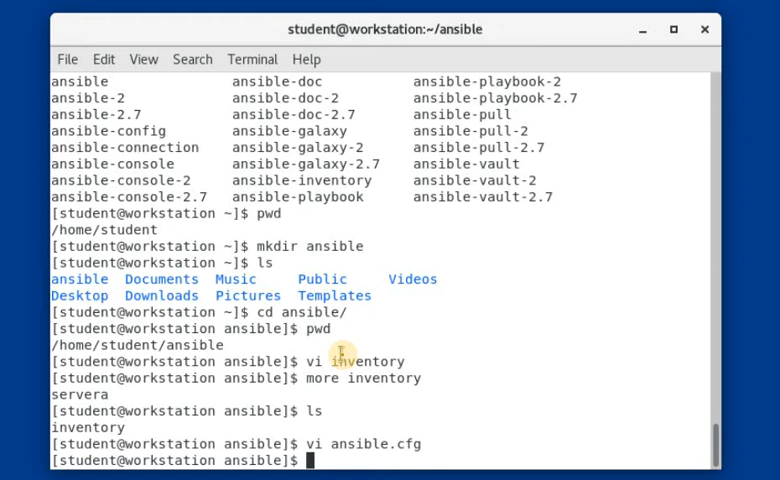 student@workstation:~/ansible
File Edit View Search Terminal Help
ansible ansible-doc ansible-playbook-2
ansible-2 ansible-doc-2 ansible-playbook-2.7
ansible-2.7 ansible-doc-2.7 ansible-pull
ansible-config ansible-galaxy ansible-pull-2
ansible-connection ansible-galaxy-2 ansible-pull-2.7
ansible-console ansible-galaxy-2.7 ansible-vault
ansible-console-2 ansible-inventory ansible-vault-2
ansible-console-2.7 ansible-playbook ansible-vault-2.7
[student@workstation ~]$ pwd
/home/student
[student@workstation ~]$ mkdir ansible
[student@workstation ~]$ ls
ansible Documents Music Public Videos
Desktop Downloads Pictures Templates
[student@workstation ~]$ cd ansible/
[student@workstation ansible]$ pwd
/home/student/ansible
[student@workstation ansible]$ vi inventory
[student@workstation ansible]$ more inventory
servera
[student@workstation ansible]$ ls
inventory
[student@workstation ansible]$ vi ansible.cfg
[student@workstation ansible]$